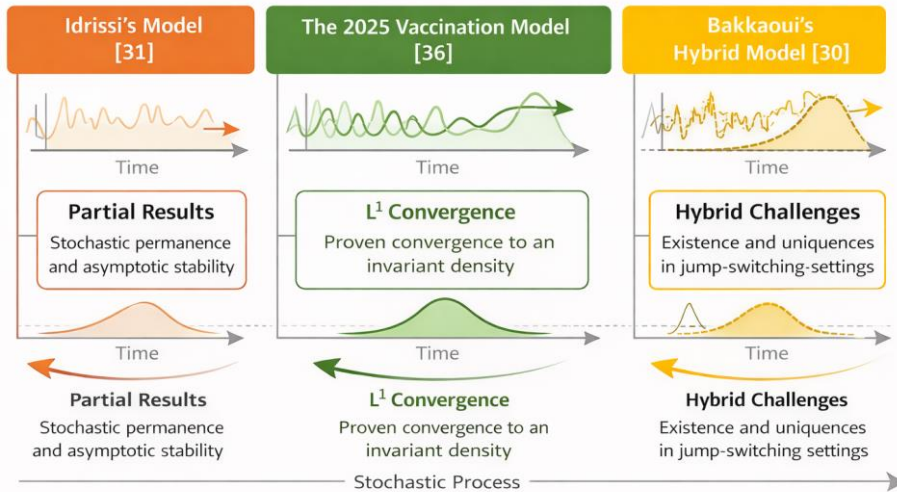 Idrissi's Model
[31]
The 2025 Vaccination Model
[36]
Bakkaoui's
Hybrid Model [30]
Time
Time
Time
Partial Results
Stochastic permanence
and asymptotic stability
L¹ Convergence
Proven convergence to an
invariant density
Hybrid Challenges
Existence and uniquences
in jump-switching-settings
Time
Time
Time
Partial Results
Stochastic permanence
and asymptotic stability
L¹ Convergence
Proven convergence to an
invariant density
Hybrid Challenges
Existence and uniquences
in jump-switching settings
Stochastic Process